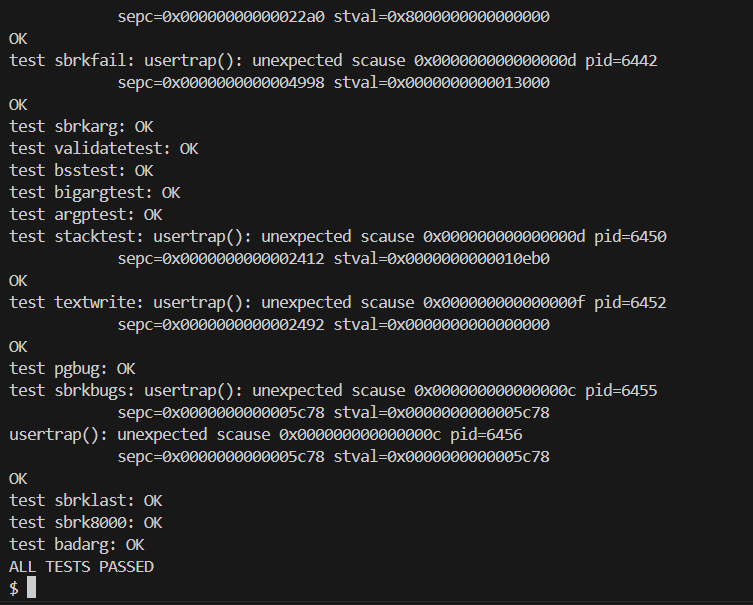 sepc=0x00000000000022a0 stval=0x8000000000000000
OK
test sbrkfail: usertrap(): unexpected scause 0x000000000000000d pid=6442
sepc=0x0000000000004998 stval=0x0000000000013000
OK
test sbrkarg: OK
test validatetest: OK
test bsstest: OK
test bigargtest: OK
test argptest: OK
test stacktest: usertrap(): unexpected scause 0x000000000000000d pid=6450
sepc=0x0000000000002412 stval=0x0000000000010eb0
OK
test textwrite: usertrap(): unexpected scause 0x000000000000000f pid=6452
sepc=0x0000000000002492 stval=0x0000000000000000
OK
test pgbug: OK
test sbrkbugs: usertrap(): unexpected scause 0x000000000000000c pid=6455
sepc=0x0000000000005c78 stval=0x0000000000005c78
usertrap(): unexpected scause 0x000000000000000c pid=6456
sepc=0x0000000000005c78 stval=0x0000000000005c78
OK
test sbrklast: OK
test sbrk8000: OK
test badarg: OK
ALL TESTS PASSED
$